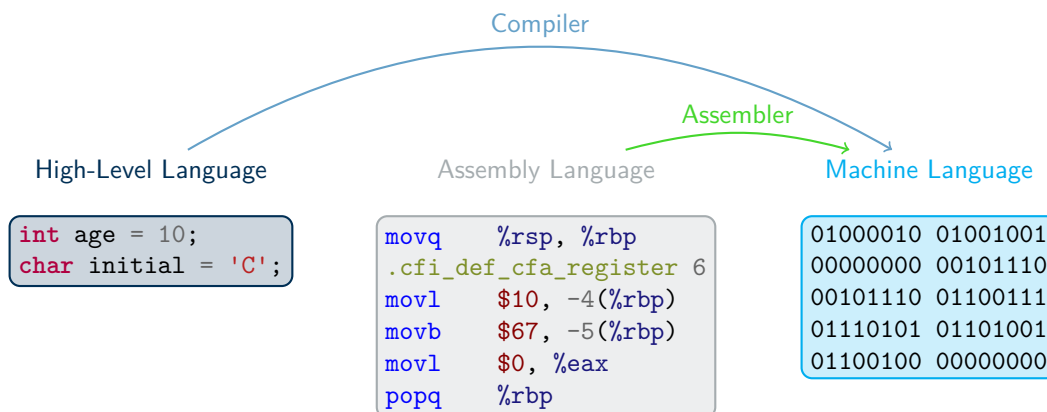 Compiler
Assembler
High-Level Language
Assembly Language
Machine Language
int age = 10;
char initial = 'C';
movq %rsp, %rbp
.cfi_def_cfa_register 6
movl $10, -4(%rbp)
movb $67, -5(%rbp)
movl $0, %eax
popq %rbp
01000010 01001001
00000000 00101110
00101110 01100111
01110101 01101001
01100100 00000000